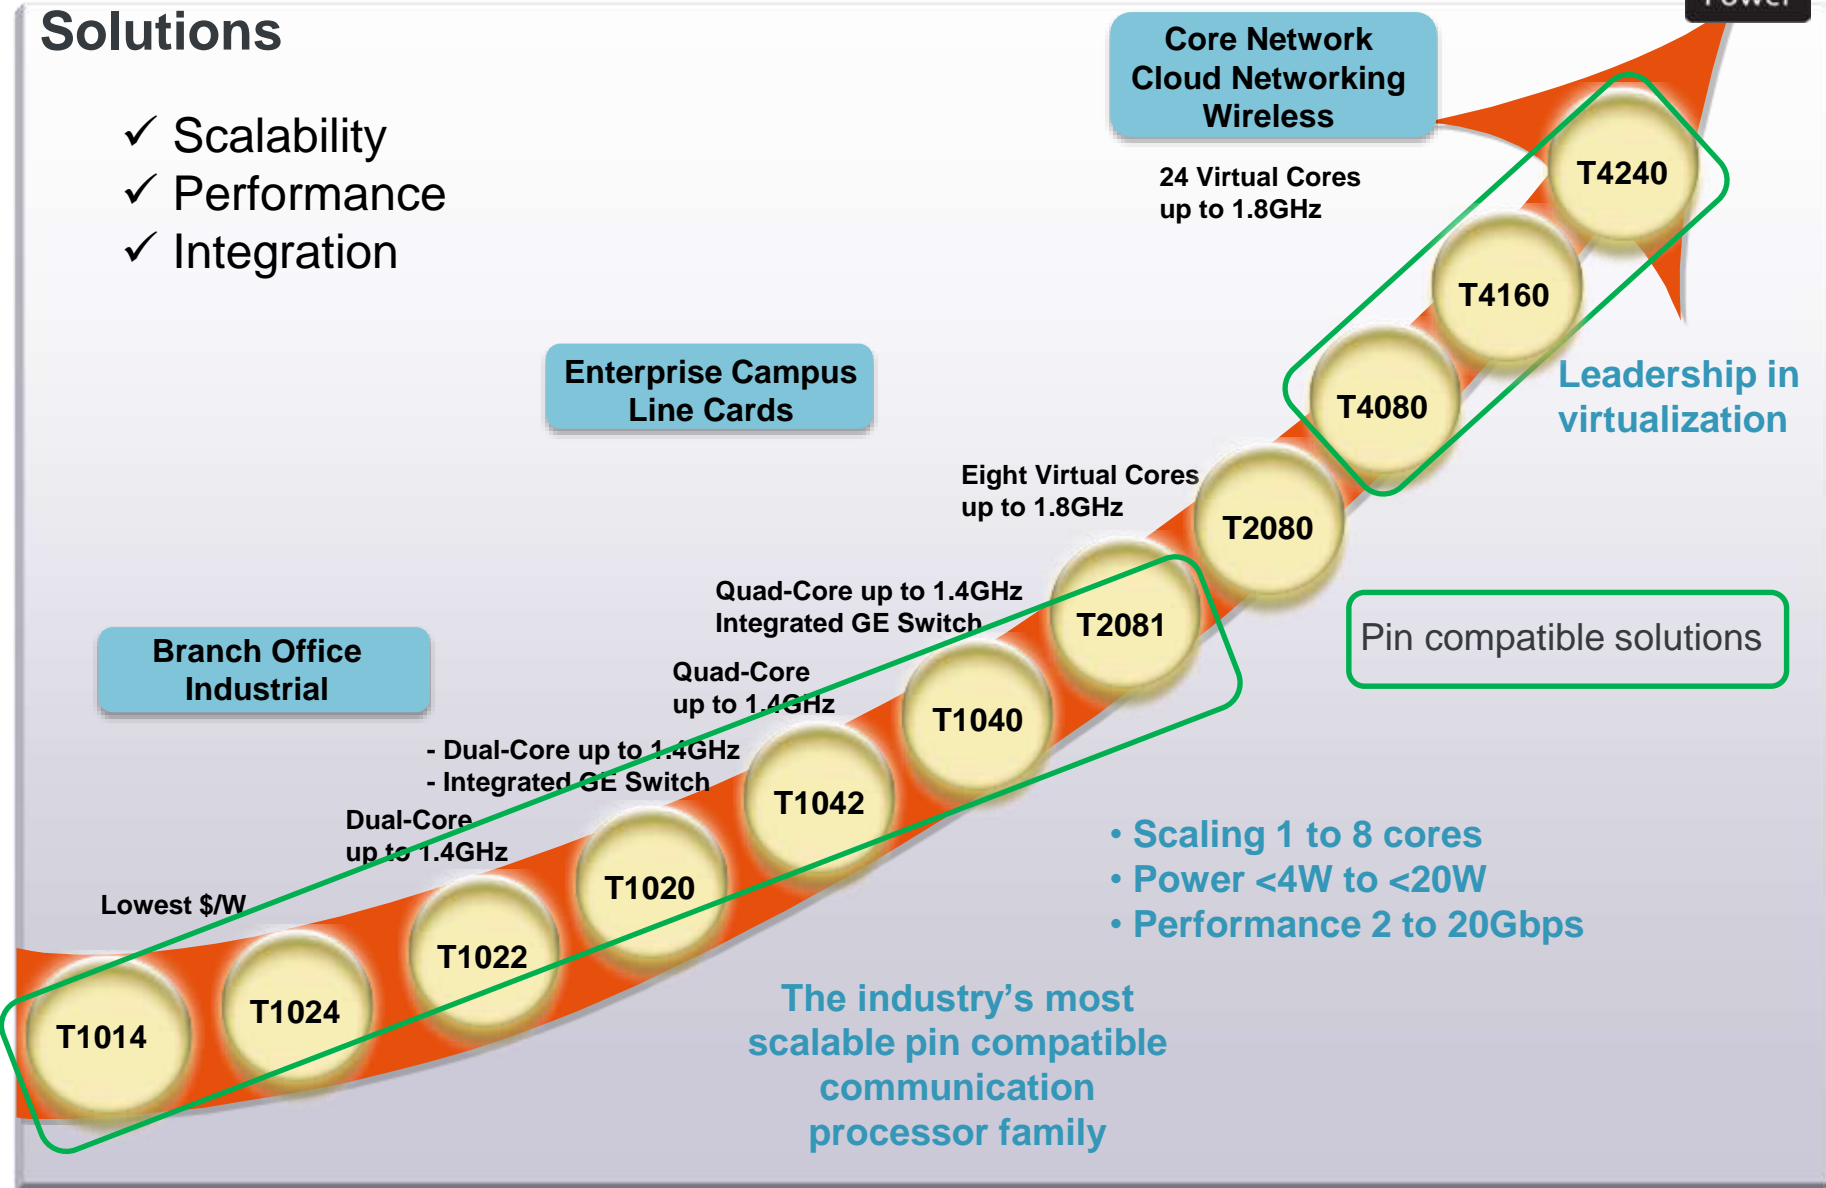 Power
Solutions
✓ Scalability
✓ Performance
✓ Integration
Core Network
Cloud Networking
Wireless
24 Virtual Cores
up to 1.8GHz
T4240
T4160
T4080
Leadership in
virtualization
Enterprise Campus
Line Cards
Eight Virtual Cores
up to 1.8GHz
T2080
T2081
Quad-Core up to 1.4GHz
Integrated GE Switch
Pin compatible solutions
Branch Office
Industrial
Quad-Core
up to 1.4GHz
T1040
- Dual-Core up to 1.4GHz
- Integrated GE Switch
T1042
Dual-Core
up to 1.4GHz
T1020
Lowest $/W
T1022
T1024
T1014
• Scaling 1 to 8 cores
• Power <4W to <20W
• Performance 2 to 20Gbps
The industry’s most
scalable pin compatible
communication
processor family